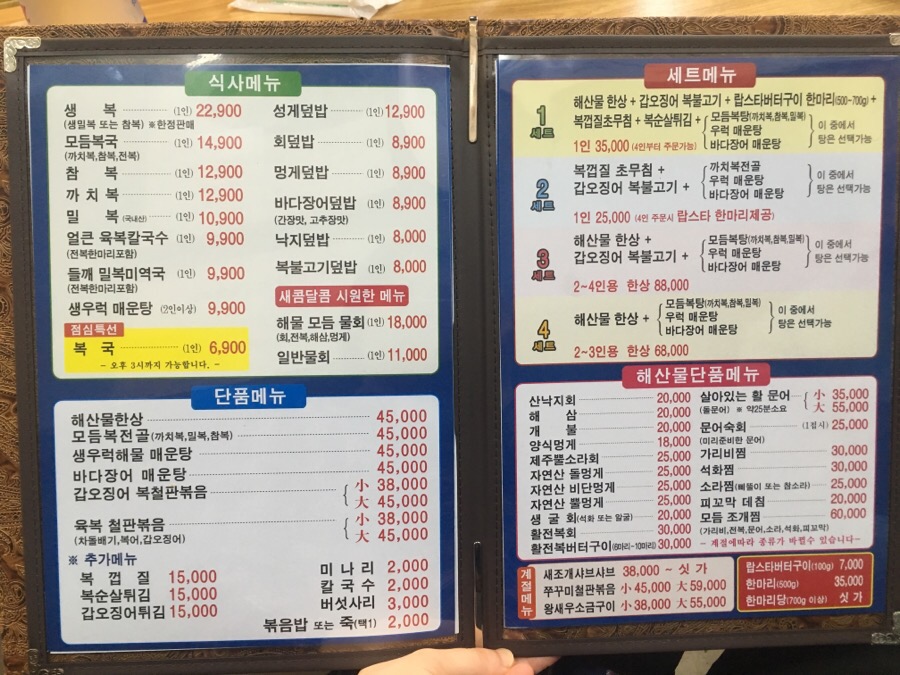 식사메뉴
생 복 (1인) 22,900
(생밀복 또는 참복) ※한정판매
모듬복국 (1인) 14,900
(까치복,참복,전복)
참 복 (1인) 12,900
까 치 복 (1인) 12,900
밀 복 (국내산) (1인) 10,900
얼큰 육복칼국수 (1인) 9,900
(전복한마리포함)
들깨 밀복미역국 (1인) 9,900
(전복한마리포함)
생우럭 매운탕 (2인이상) 9,900
점심특선
복 국 (1인) 6,900
- 오후 3시까지 가능합니다. -
성게덮밥 (1인) 12,900
회덮밥 (1인) 8,900
멍게덮밥 (1인) 8,900
바다장어덮밥 (1인) 8,900
(간장맛, 고추장맛)
낙지덮밥 (1인) 8,000
복불고기덮밥 (1인) 8,000
새콤달콤 시원한 메뉴
해물 모듬 물회 (1인) 18,000
(회,전복,해삼,멍게)
일반물회 (1인) 11,000
단품메뉴
해산물한상 45,000
모듬복전골 (까치복,밀복,참복) 45,000
생우럭해물 매운탕 45,000
바다장어 매운탕 45,000
갑오징어 복철판볶음 小 38,000
大 45,000
육복 철판볶음 小 38,000
(차돌배기,복어,갑오징어) 大 45,000
※ 추가메뉴
복 껍 질 15,000
복순살튀김 15,000
갑오징어튀김 15,000
미 나 리 2,000
칼 국 수 2,000
버섯사리 3,000
볶음밥 또는 죽(택1) 2,000
세트메뉴
1 세트
해산물 한상 + 갑오징어 복불고기 + 랍스타버터구이 한마리(500~700g) +
복껍질초무침 + 복순살튀김 + 모듬복탕(까치복,참복,밀복)
우럭 매운탕
바다장어 매운탕
이 중에서
탕은 선택가능
1인 35,000 (4인부터 주문가능)
2 세트
복껍질 초무침 +
갑오징어 복불고기 +
까치복전골
우럭 매운탕
바다장어 매운탕
이 중에서
탕은 선택가능
1인 25,000 (4인 주문시 랍스타 한마리제공)
3 세트
해산물 한상 +
갑오징어 복불고기 +
모듬복탕(까치복,참복,밀복)
우럭 매운탕
바다장어 매운탕
이 중에서
탕은 선택가능
2~4인용 한상 88,000
4 세트
해산물 한상 +
모듬복탕(까치복,참복,밀복)
우럭 매운탕
바다장어 매운탕
이 중에서
탕은 선택가능
2~3인용 한상 68,000
해산물단품메뉴
산낙지회 20,000
해 삼 20,000
개 불 20,000
양식멍게 18,000
제주뿔소라회 25,000
자연산 돌멍게 25,000
자연산 비단멍게 25,000
자연산 뿔멍게 25,000
생 굴 회(석화 또는 알굴) 20,000
활전복회 30,000
활전복버터구이(6마리~10마리) 30,000
살아있는 활 문어 小 35,000
(돌문어) ※ 약25분소요 大 55,000
문어숙회 (1접시) 25,000
(미리준비한 문어)
가리비찜 30,000
석화찜 30,000
소라찜(삐뚤이 또는 참소라) 25,000
피꼬막 데침 20,000
모듬 조개찜 60,000
(가리비,전복,문어,소라,석화,피꼬막)
- 계절에따라 종류가 바뀔수 있습니다-
계절메뉴
새조개샤브샤브 38,000 ~ 싯 가
쭈꾸미철판볶음 小 45,000 大 59,000
왕새우소금구이 小 38,000 大 55,000
랍스타버터구이(100g) 7,000
한마리(500g) 35,000
한마리당(700g 이상) 싯 가